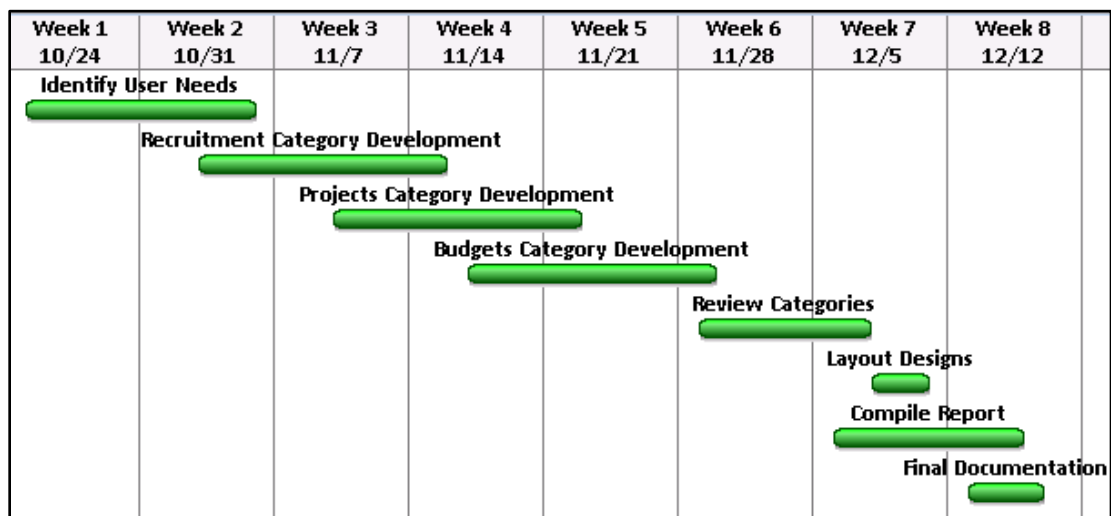 Week 1 Week 2 Week 3 Week 4 Week 5 Week 6 Week 7 Week 8
10/24 10/31 11/7 11/14 11/21 11/28 12/5 12/12
Identify User Needs
Recruitment Category Development
Projects Category Development
Budgets Category Development
Review Categories
Layout Designs
Compile Report
Final Documentation